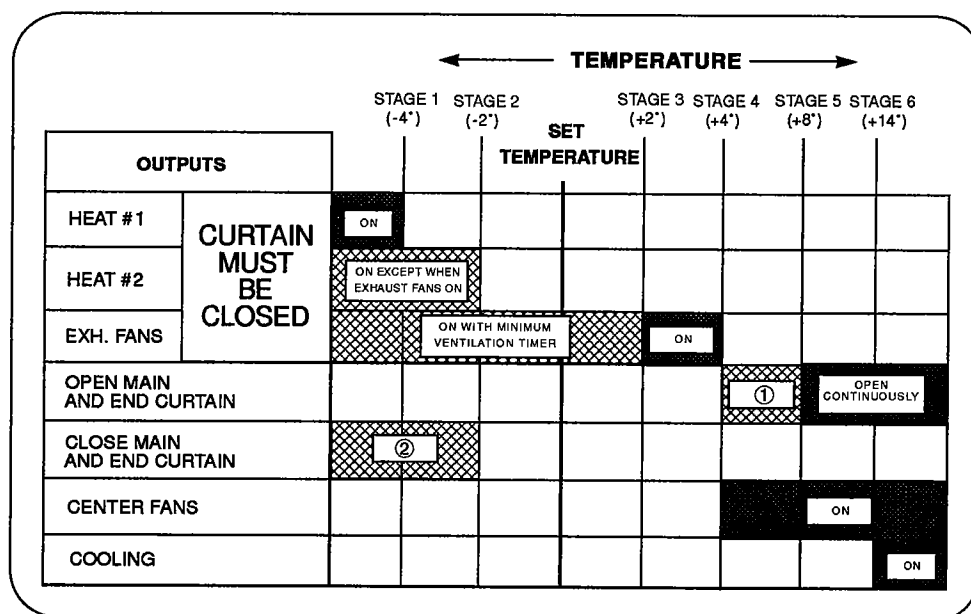 TEMPERATURE
STAGE 1 STAGE 2 STAGE 3 STAGE 4 STAGE 5 STAGE 6
(-4°) (-2°) (+2°) (+4°) (+8°) (+14°)
SET
TEMPERATURE
OUTPUTS
HEAT #1
CURTAIN
MUST
BE
CLOSED
ON
HEAT #2
ON EXCEPT WHEN
EXHAUST FANS ON
EXH. FANS
ON WITH MINIMUM
VENTILATION TIMER
ON
OPEN MAIN
AND END CURTAIN
①
OPEN
CONTINUOUSLY
CLOSE MAIN
AND END CURTAIN
②
CENTER FANS
ON
COOLING
ON